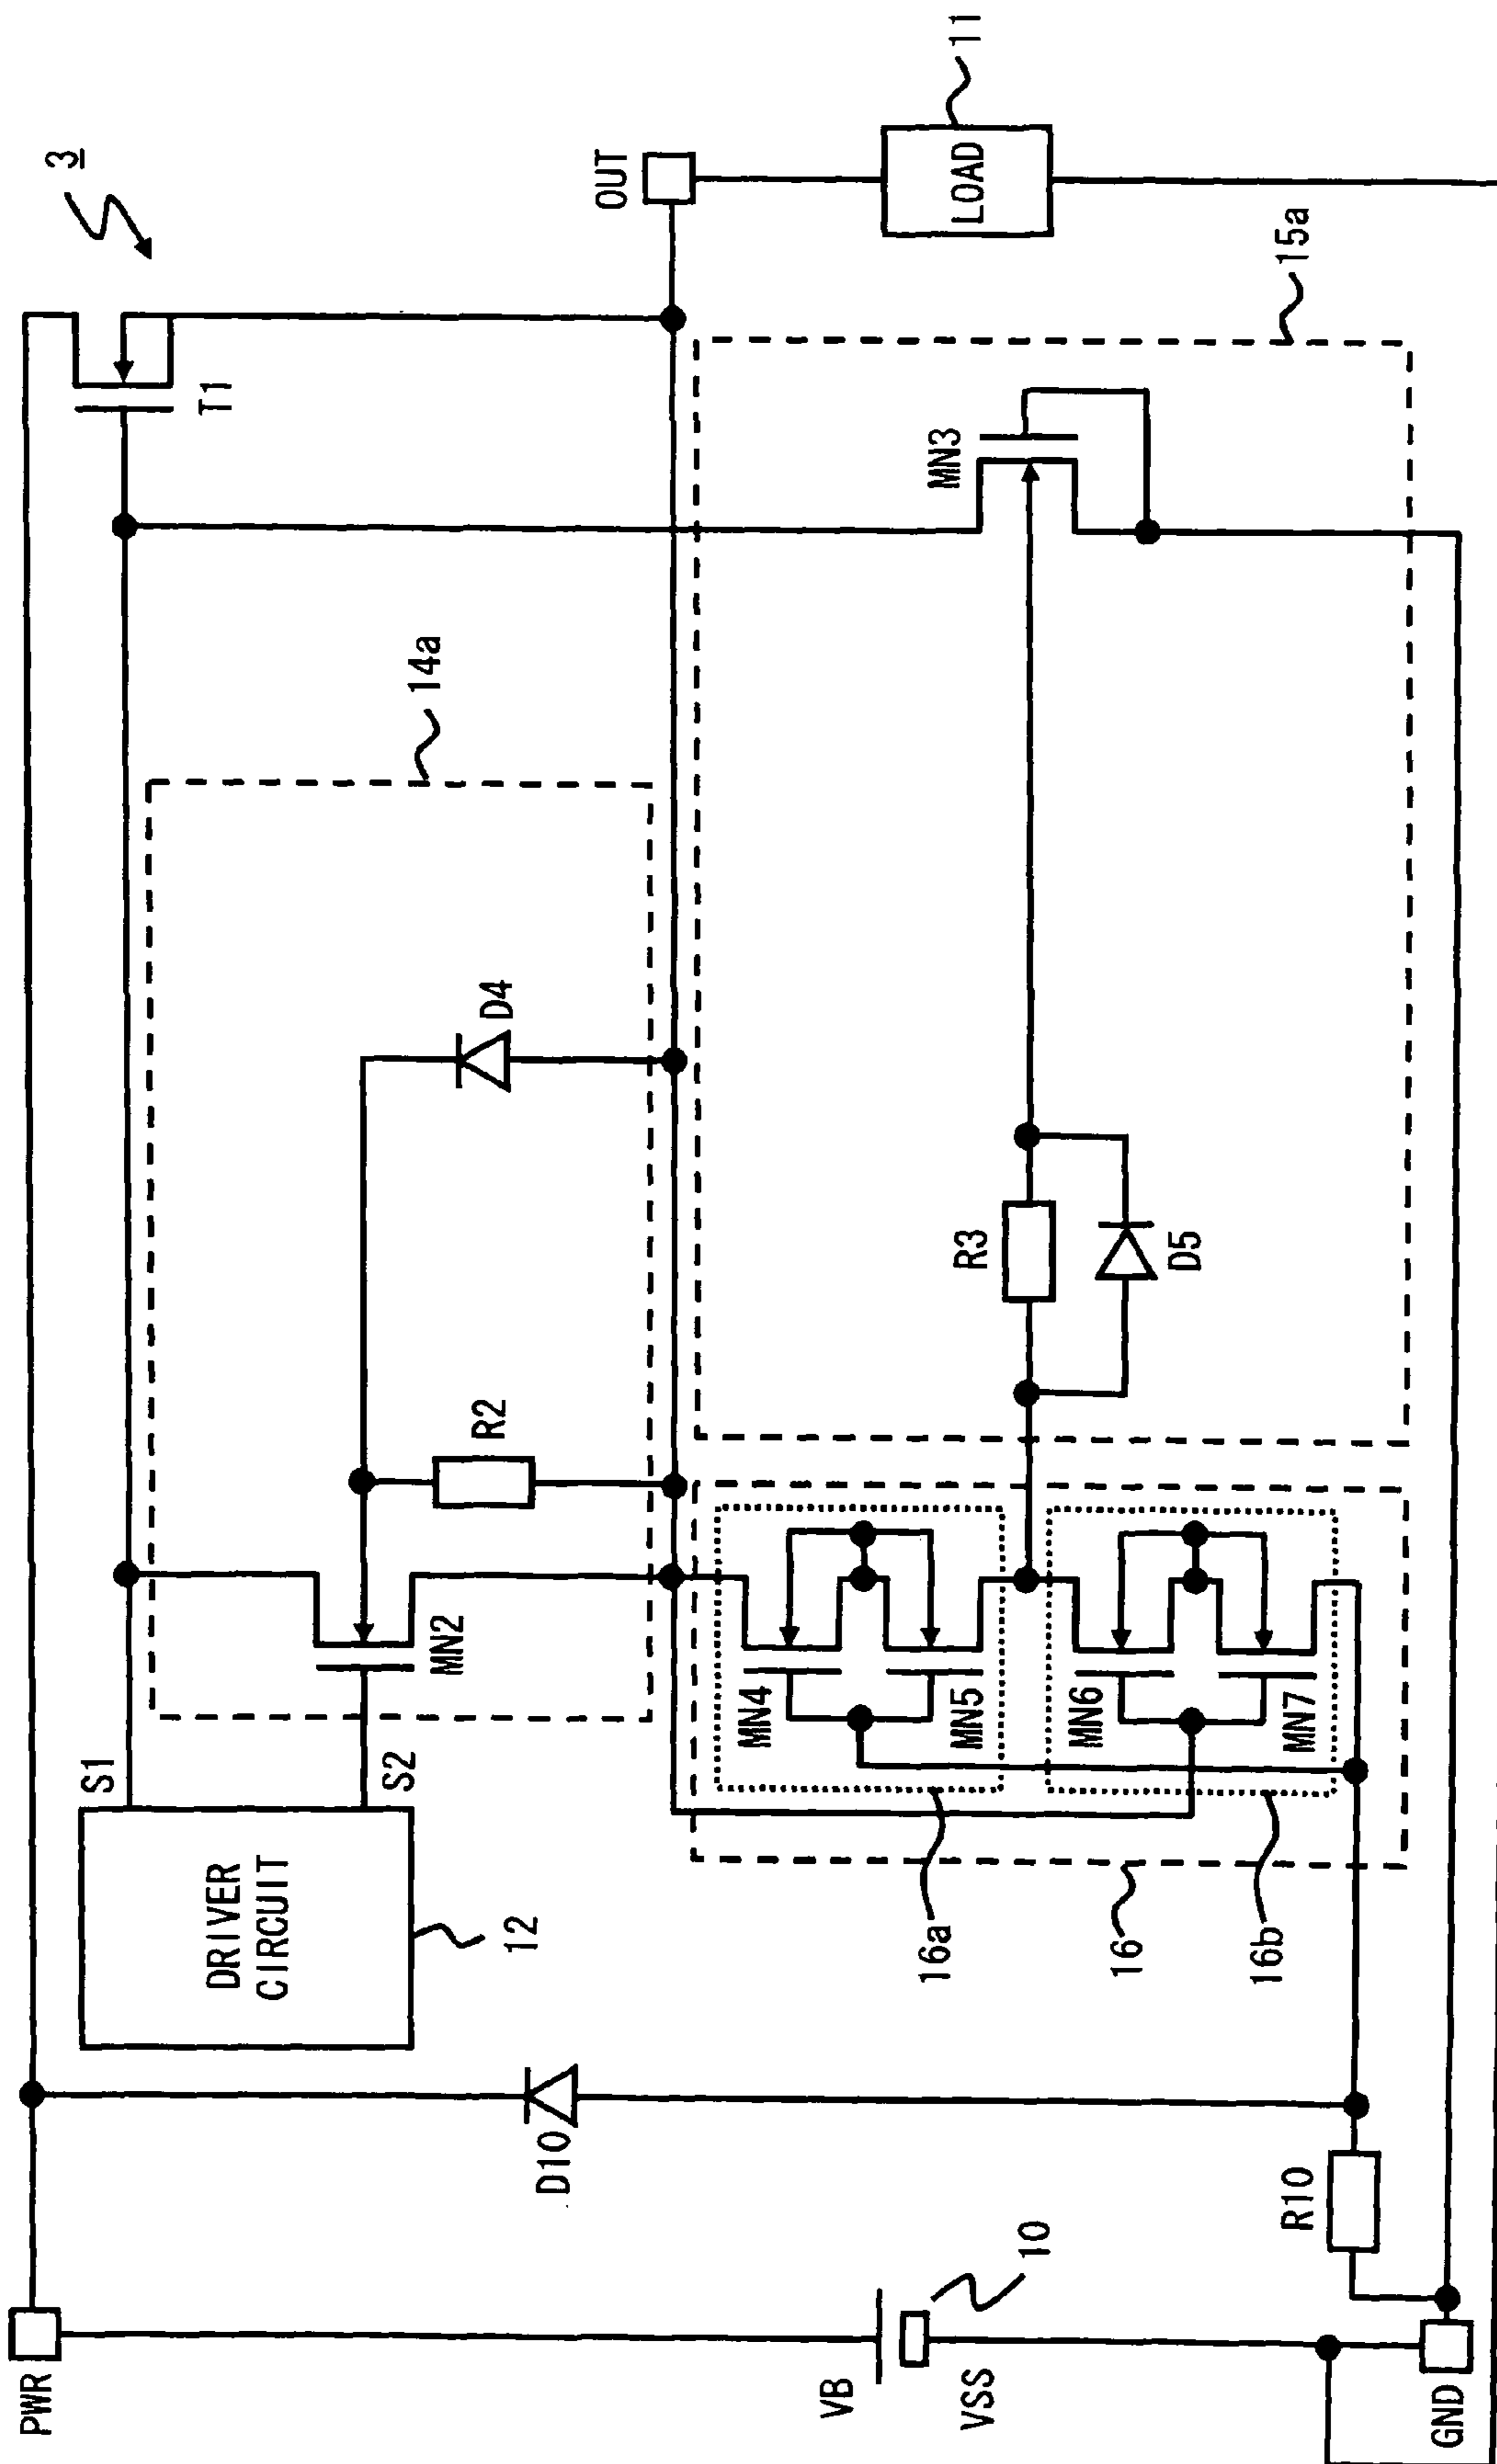 3
PWR
T1
S1
DRIVER
CIRCUIT
12
S2
MN2
R2
D4
14a
OUT
D10
VB
VSS
10
MN4
MN5
16a
MN6
MN7
16b
16
R3
D5
MN3
15a
LOAD
11
R10
GND